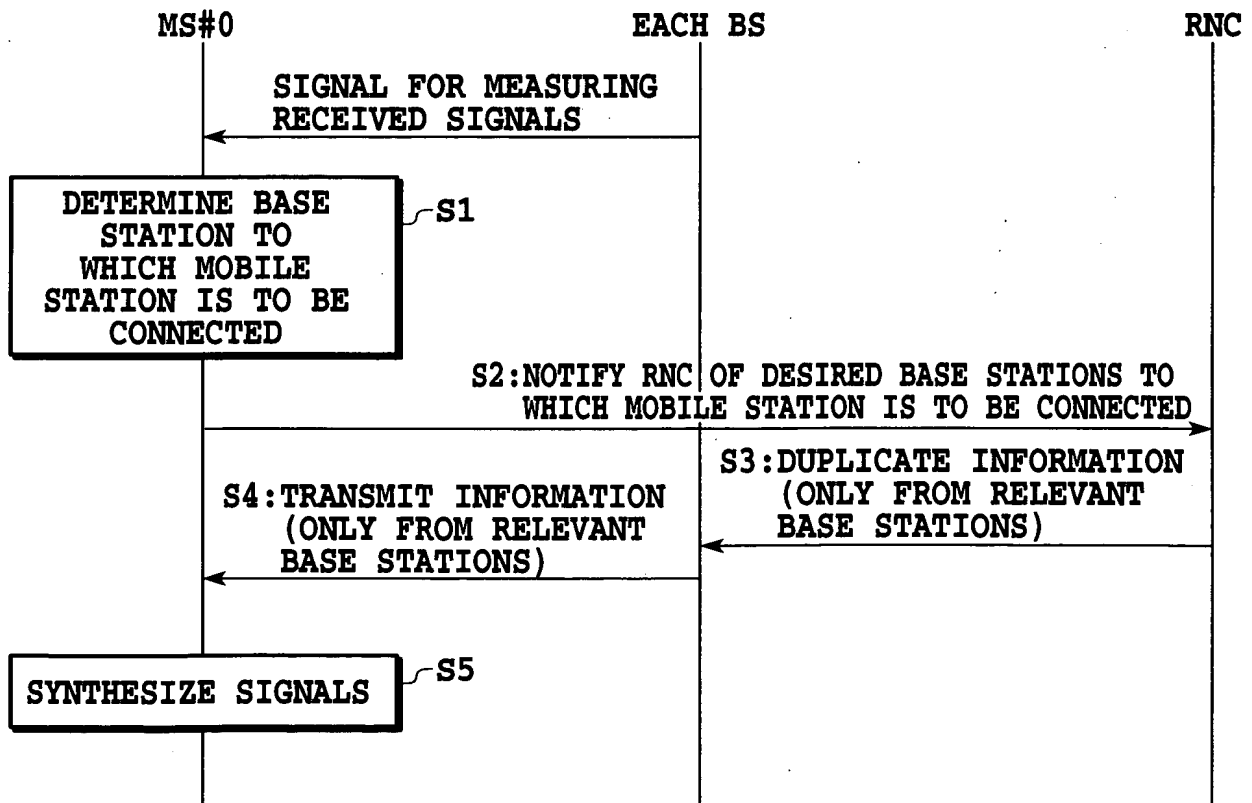 MS#0
EACH BS
RNC
SIGNAL FOR MEASURING
RECEIVED SIGNALS
DETERMINE BASE
STATION TO
WHICH MOBILE
STATION IS TO BE
CONNECTED
S1
S2:NOTIFY RNC OF DESIRED BASE STATIONS TO
WHICH MOBILE STATION IS TO BE CONNECTED
S3:DUPLICATE INFORMATION
(ONLY FROM RELEVANT
BASE STATIONS)
S4:TRANSMIT INFORMATION
(ONLY FROM RELEVANT
BASE STATIONS)
SYNTHESIZE SIGNALS
S5